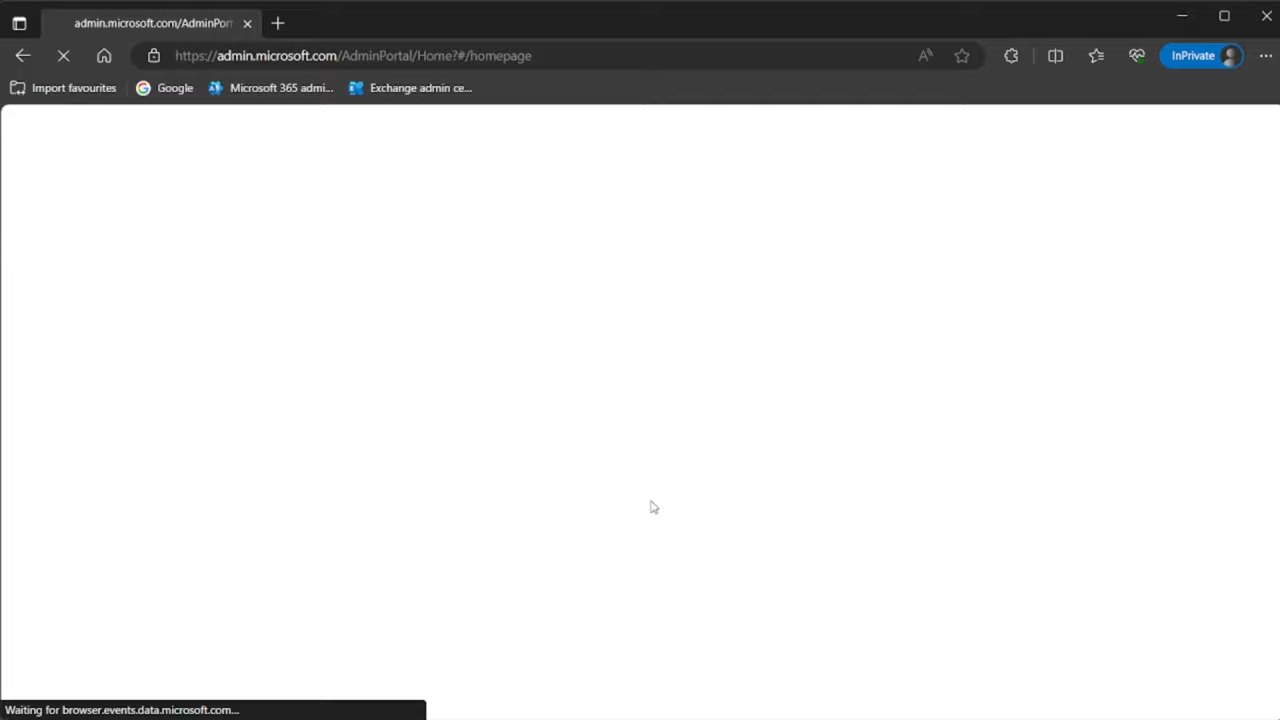 admin.microsoft.com/AdminPort
https://admin.microsoft.com/AdminPortal/Home?#/homepage
InPrivate
Import favourites
Google
Microsoft 365 admi...
Exchange admin ce...
Waiting for browser.events.data.microsoft.com...